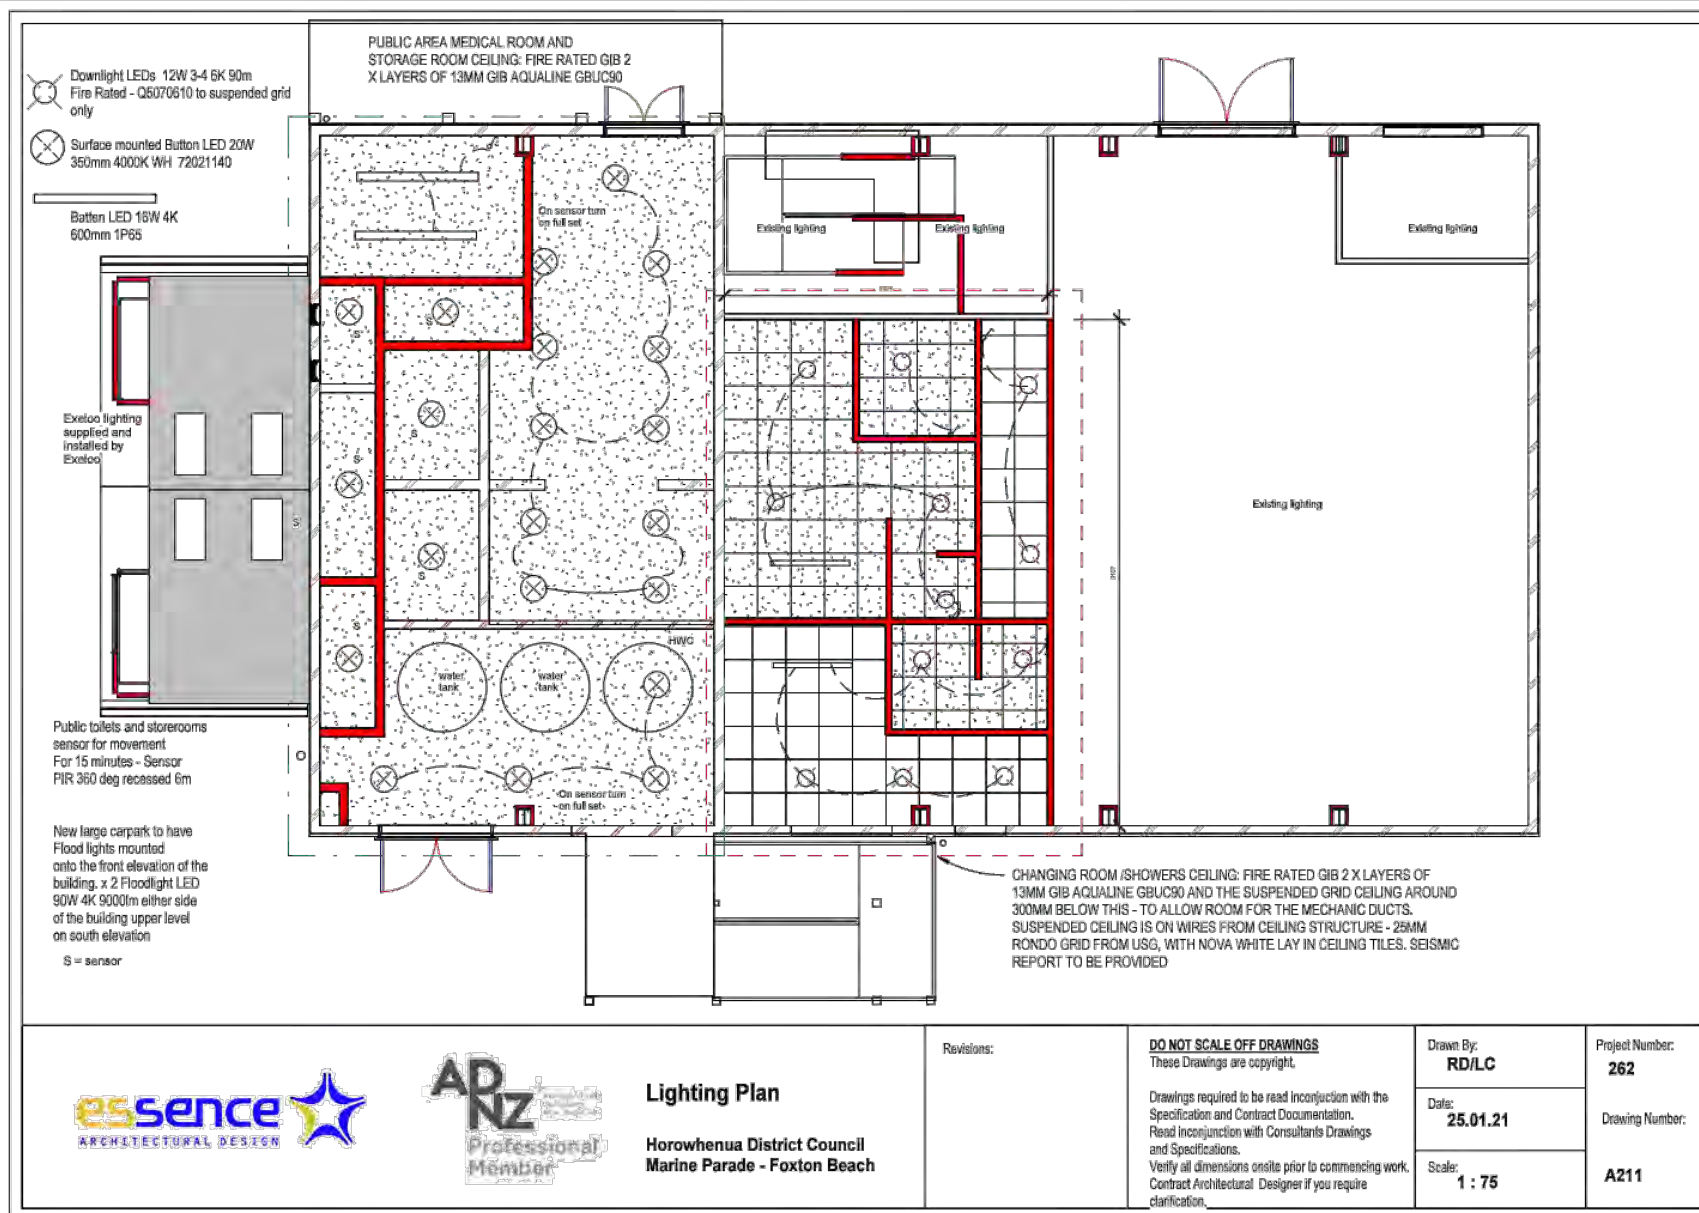 PUBLIC AREA MEDICAL ROOM AND
STORAGE ROOM CEILING: FIRE RATED GIB 2
X LAYERS OF 13MM GIB AQUALINE GBUC90
Downlight LEDs 12W 3-4 6K 90m
Fire Rated - Q5070610 to suspended grid
only
Surface mounted Button LED 20W
350mm 4000K WH 72021140
Batten LED 16W 4K
600mm 1P65
On sensor turn
on full set
Existing lighting
Existing lighting
Existing lighting
S
S
Exeloo lighting
supplied and
installed by
Exeloo
S
S
Existing lighting
S
S
HWC
water
tank
water
tank
Public toilets and storerooms
sensor for movement
For 15 minutes - Sensor
PIR 360 deg recessed 6m
On sensor turn
on full set
New large carpark to have
Flood lights mounted
onto the front elevation of the
building. x 2 Floodlight LED
90W 4K 9000lm either side
of the building upper level
on south elevation
S = sensor
CHANGING ROOM /SHOWERS CEILING: FIRE RATED GIB 2 X LAYERS OF
13MM GIB AQUALINE GBUC90 AND THE SUSPENDED GRID CEILING AROUND
300MM BELOW THIS - TO ALLOW ROOM FOR THE MECHANIC DUCTS.
SUSPENDED CEILING IS ON WIRES FROM CEILING STRUCTURE - 25MM
RONDO GRID FROM USG, WITH NOVA WHITE LAY IN CEILING TILES. SEISMIC
REPORT TO BE PROVIDED
essence
ARCHITECTURAL DESIGN
ADNZ
Professional
Member
Lighting Plan
Horowhenua District Council
Marine Parade - Foxton Beach
Revisions:
DO NOT SCALE OFF DRAWINGS
These Drawings are copyright.
Drawings required to be read inconjuction with the
Specification and Contract Documentation.
Read inconjunction with Consultants Drawings
and Specifications.
Verify all dimensions onsite prior to commencing work.
Contract Architectural Designer if you require
clarification.
Drawn By:
RD/LC
Date:
25.01.21
Scale:
1 : 75
Project Number:
262
Drawing Number:
A211